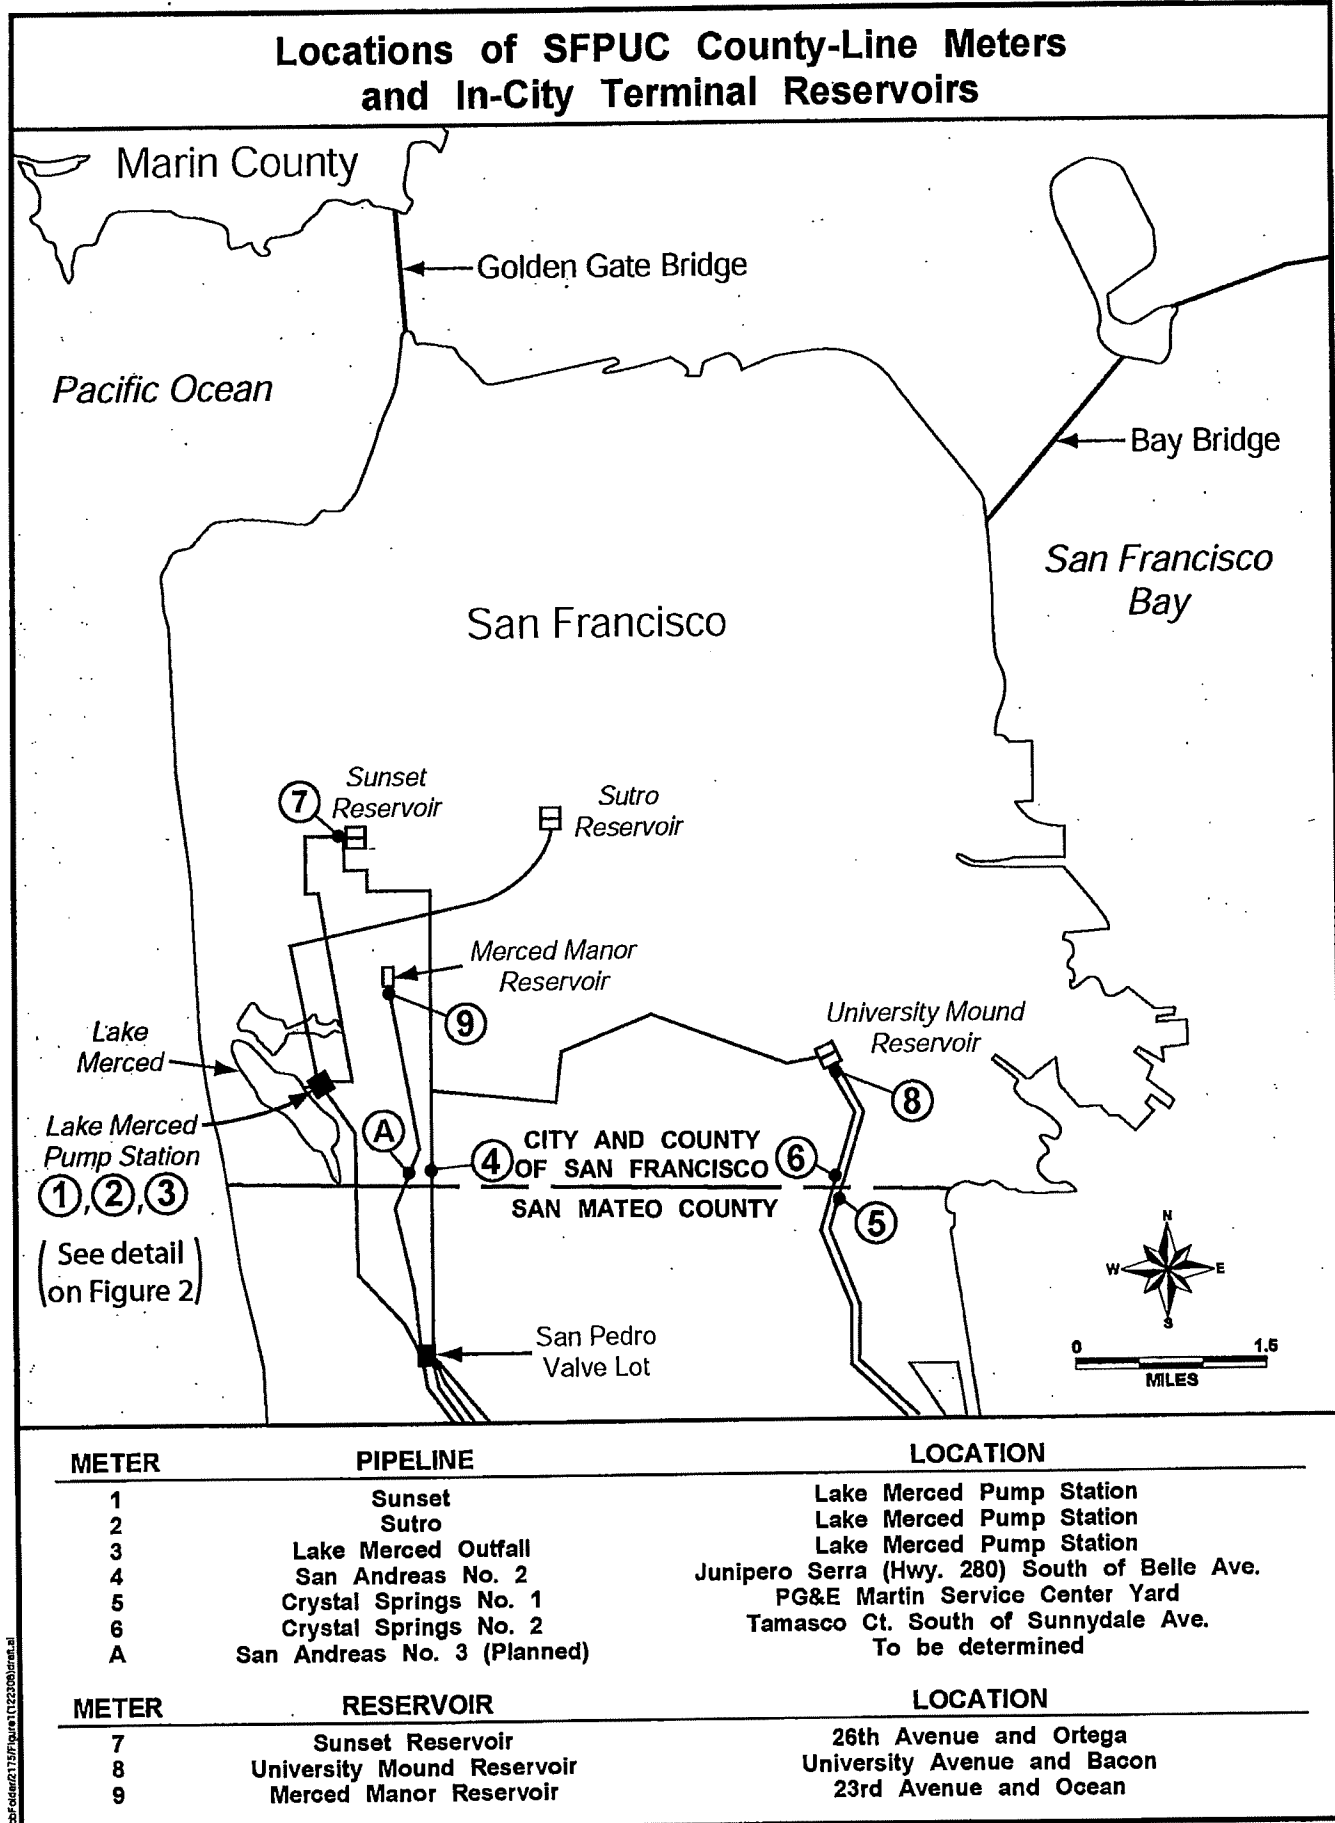 Locations of SFPUC County-Line Meters
and In-City Terminal Reservoirs
Marin County
Golden Gate Bridge
Pacific Ocean
Bay Bridge
San Francisco
Bay
San Francisco
7
Sunset
Reservoir
Sutro
Reservoir
Merced Manor
Reservoir
9
University Mound
Reservoir
Lake
Merced
8
Lake Merced
Pump Station
1, 2, 3
(See detail
on Figure 2)
A
4
CITY AND COUNTY
OF SAN FRANCISCO
6
SAN MATEO COUNTY
5
N
W E
S
San Pedro
Valve Lot
0 1.5
MILES
METER PIPELINE LOCATION
1 Sunset Lake Merced Pump Station
2 Sutro Lake Merced Pump Station
3 Lake Merced Outfall Lake Merced Pump Station
4 San Andreas No. 2 Junipero Serra (Hwy. 280) South of Belle Ave.
5 Crystal Springs No. 1 PG&E Martin Service Center Yard
6 Crystal Springs No. 2 Tamasco Ct. South of Sunnydale Ave.
A San Andreas No. 3 (Planned) To be determined
METER RESERVOIR LOCATION
7 Sunset Reservoir 26th Avenue and Ortega
8 University Mound Reservoir University Avenue and Bacon
9 Merced Manor Reservoir 23rd Avenue and Ocean